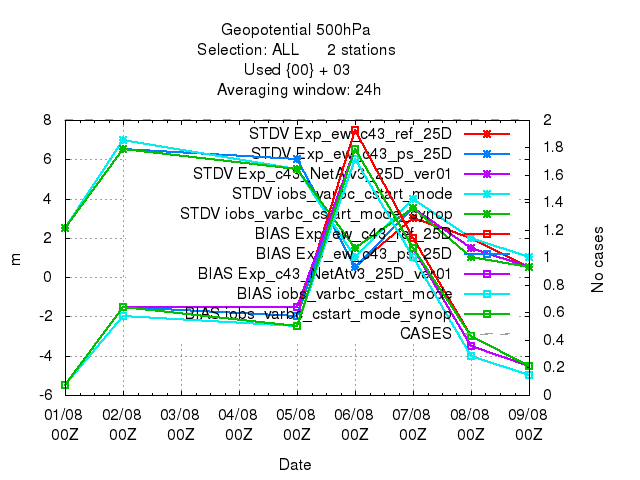 Geopotential 500hPa
Selection: ALL 2 stations
Used {00} + 03
Averaging window: 24h
8
6
4
2
0
-2
-4
-6
m
2
1.8
1.6
1.4
1.2
1
0.8
0.6
0.4
0.2
0
No cases
STDV Exp_ew_c43_ref_25D
STDV Exp_ew_c43_ps_25D
STDV Exp_c43_NetAtv3_25D_ver01
STDV iobs_varbc_cstart_mode
STDV iobs_varbc_cstart_mode_synop
BIAS Exp_ew_c43_ref_25D
BIAS Exp_ew_c43_ps_25D
BIAS Exp_c43_NetAtv3_25D_ver01
BIAS iobs_varbc_cstart_mode
BIAS iobs_varbc_cstart_mode_synop
CASES
01/08 02/08 03/08 04/08 05/08 06/08 07/08 08/08 09/08
00Z 00Z 00Z 00Z 00Z 00Z 00Z 00Z 00Z
Date